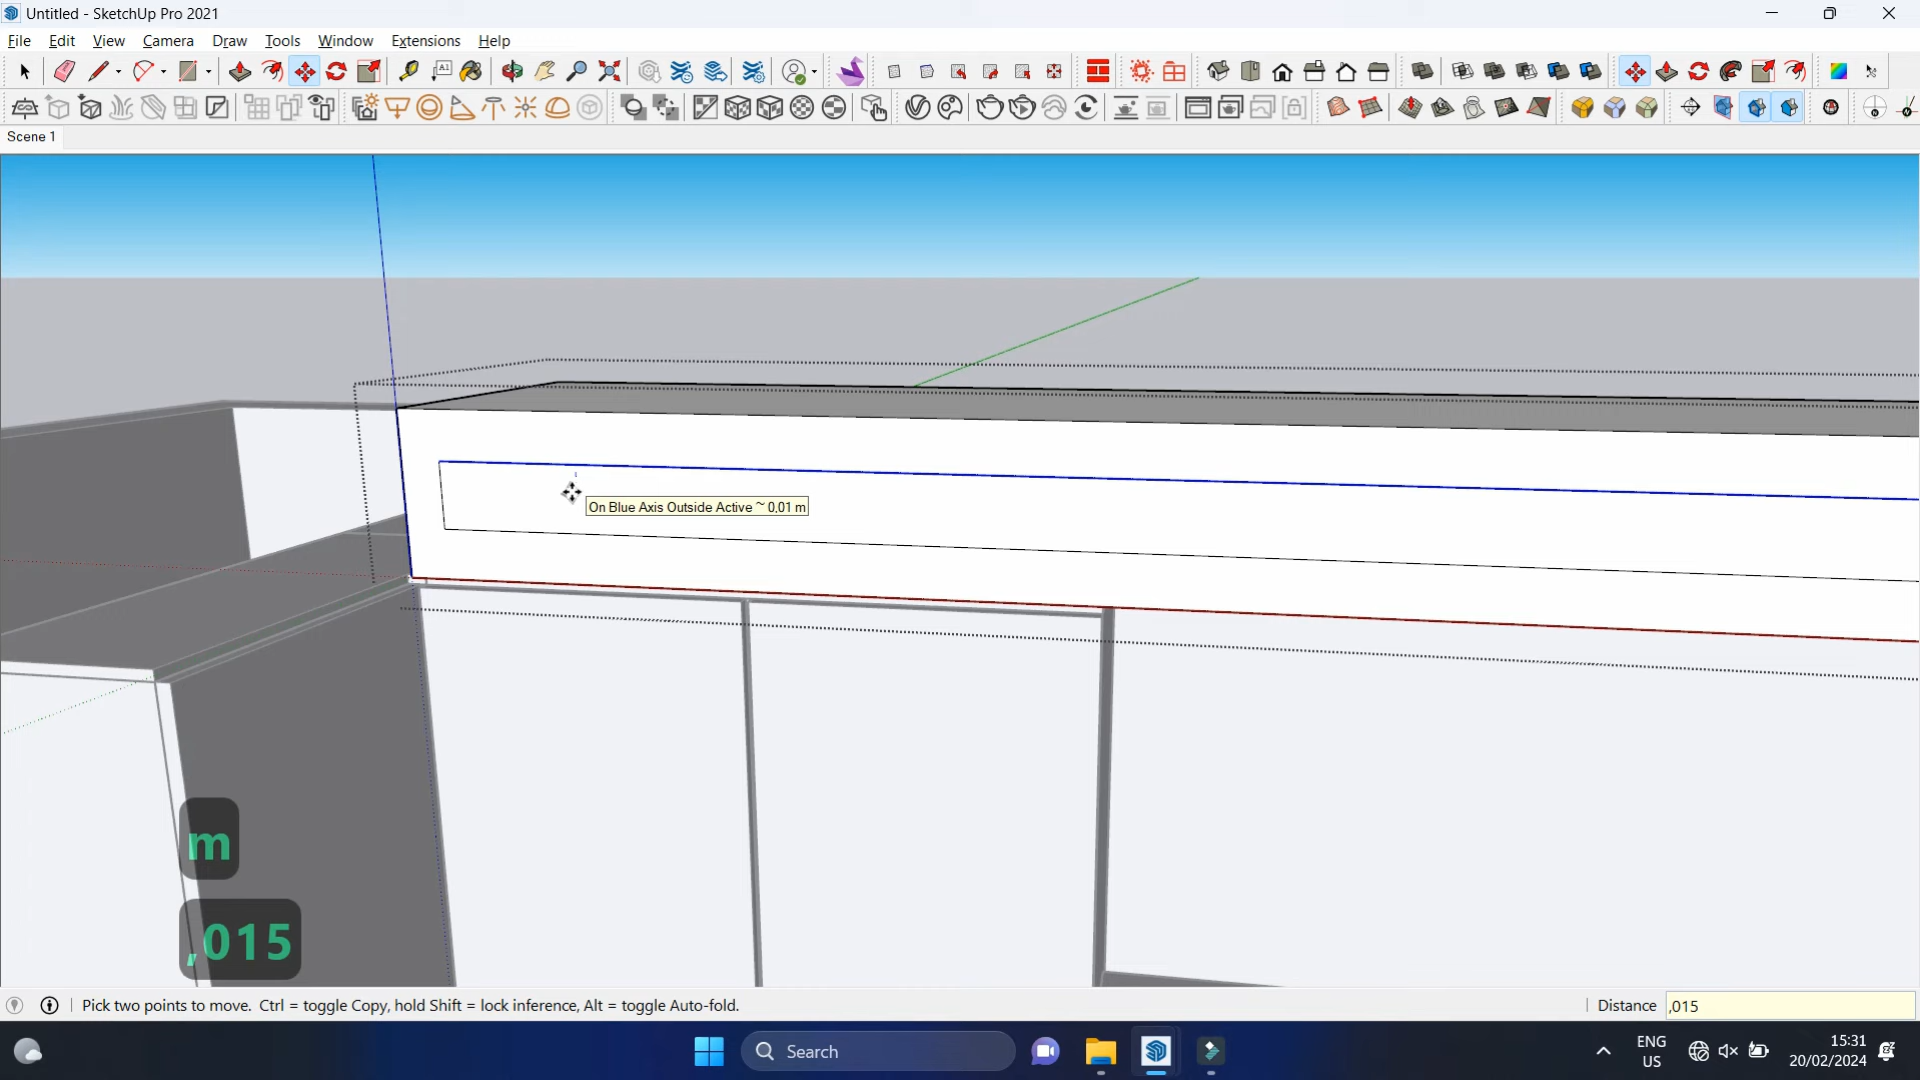 Untitled - SketchUp Pro 2021
File Edit View Camera Draw Tools Window Extensions Help
A1
Scene 1
On Blue Axis Outside Active ~ 0,01 m
m
,015
Pick two points to move. Ctrl = toggle Copy, hold Shift = lock inference, Alt = toggle Auto-fold.
Distance ,015
Search
ENG
US
15:31
20/02/2024